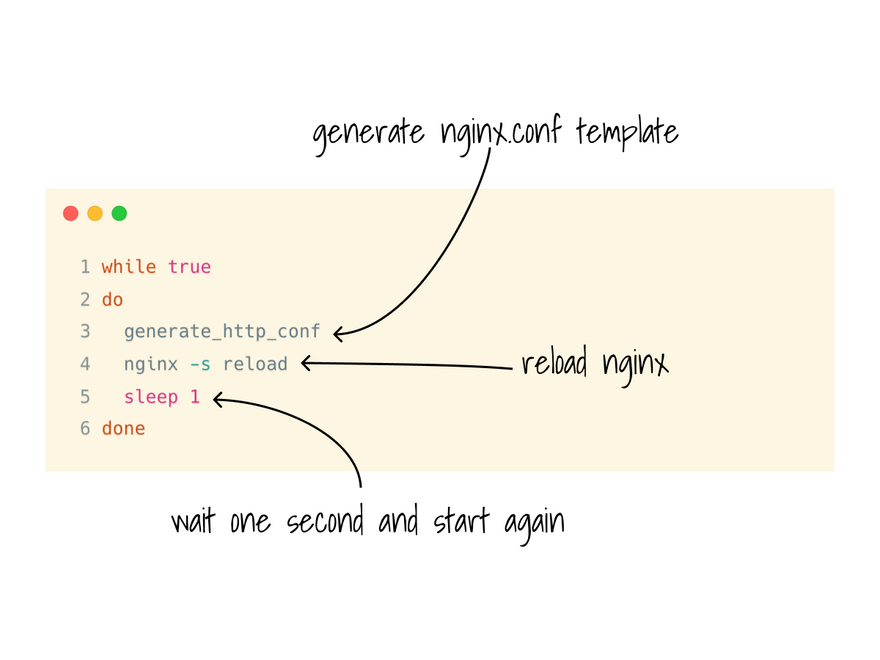 generate nginx.conf template
1 while true
2 do
3 generate_http_conf
4 nginx -s reload
reload nginx
5 sleep 1
6 done
wait one second and start again